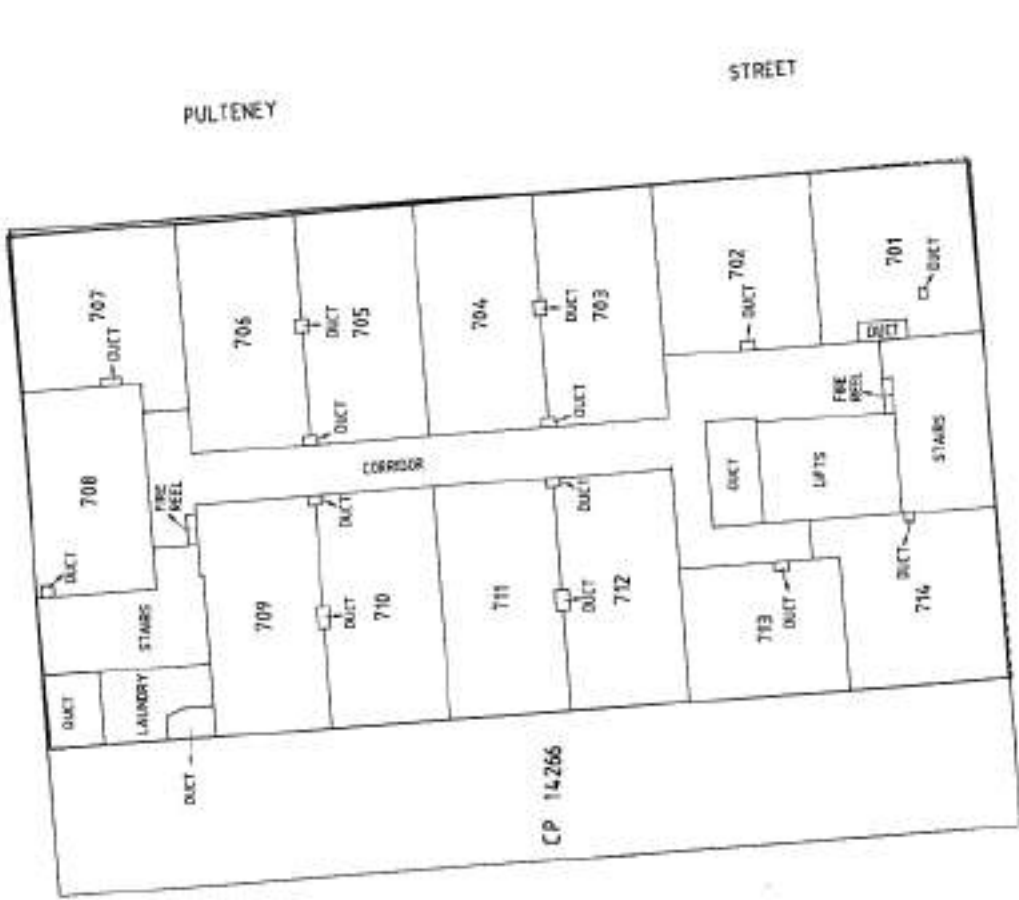 STREET
PULTENEY
707
DUCT
706
DUCT
705
DUCT
704
DUCT
703
DUCT
702
DUCT
701
DUCT
DUCT
708
DUCT
FIRE
REEL
CORRIDOR
FIRE
REEL
STAIRS
DUCT
LIFTS
DUCT
DUCT
STAIRS
709
DUCT
710
711
DUCT
712
713
DUCT
DUCT
714
DUCT
LAUNDRY
DUCT
CP 14266